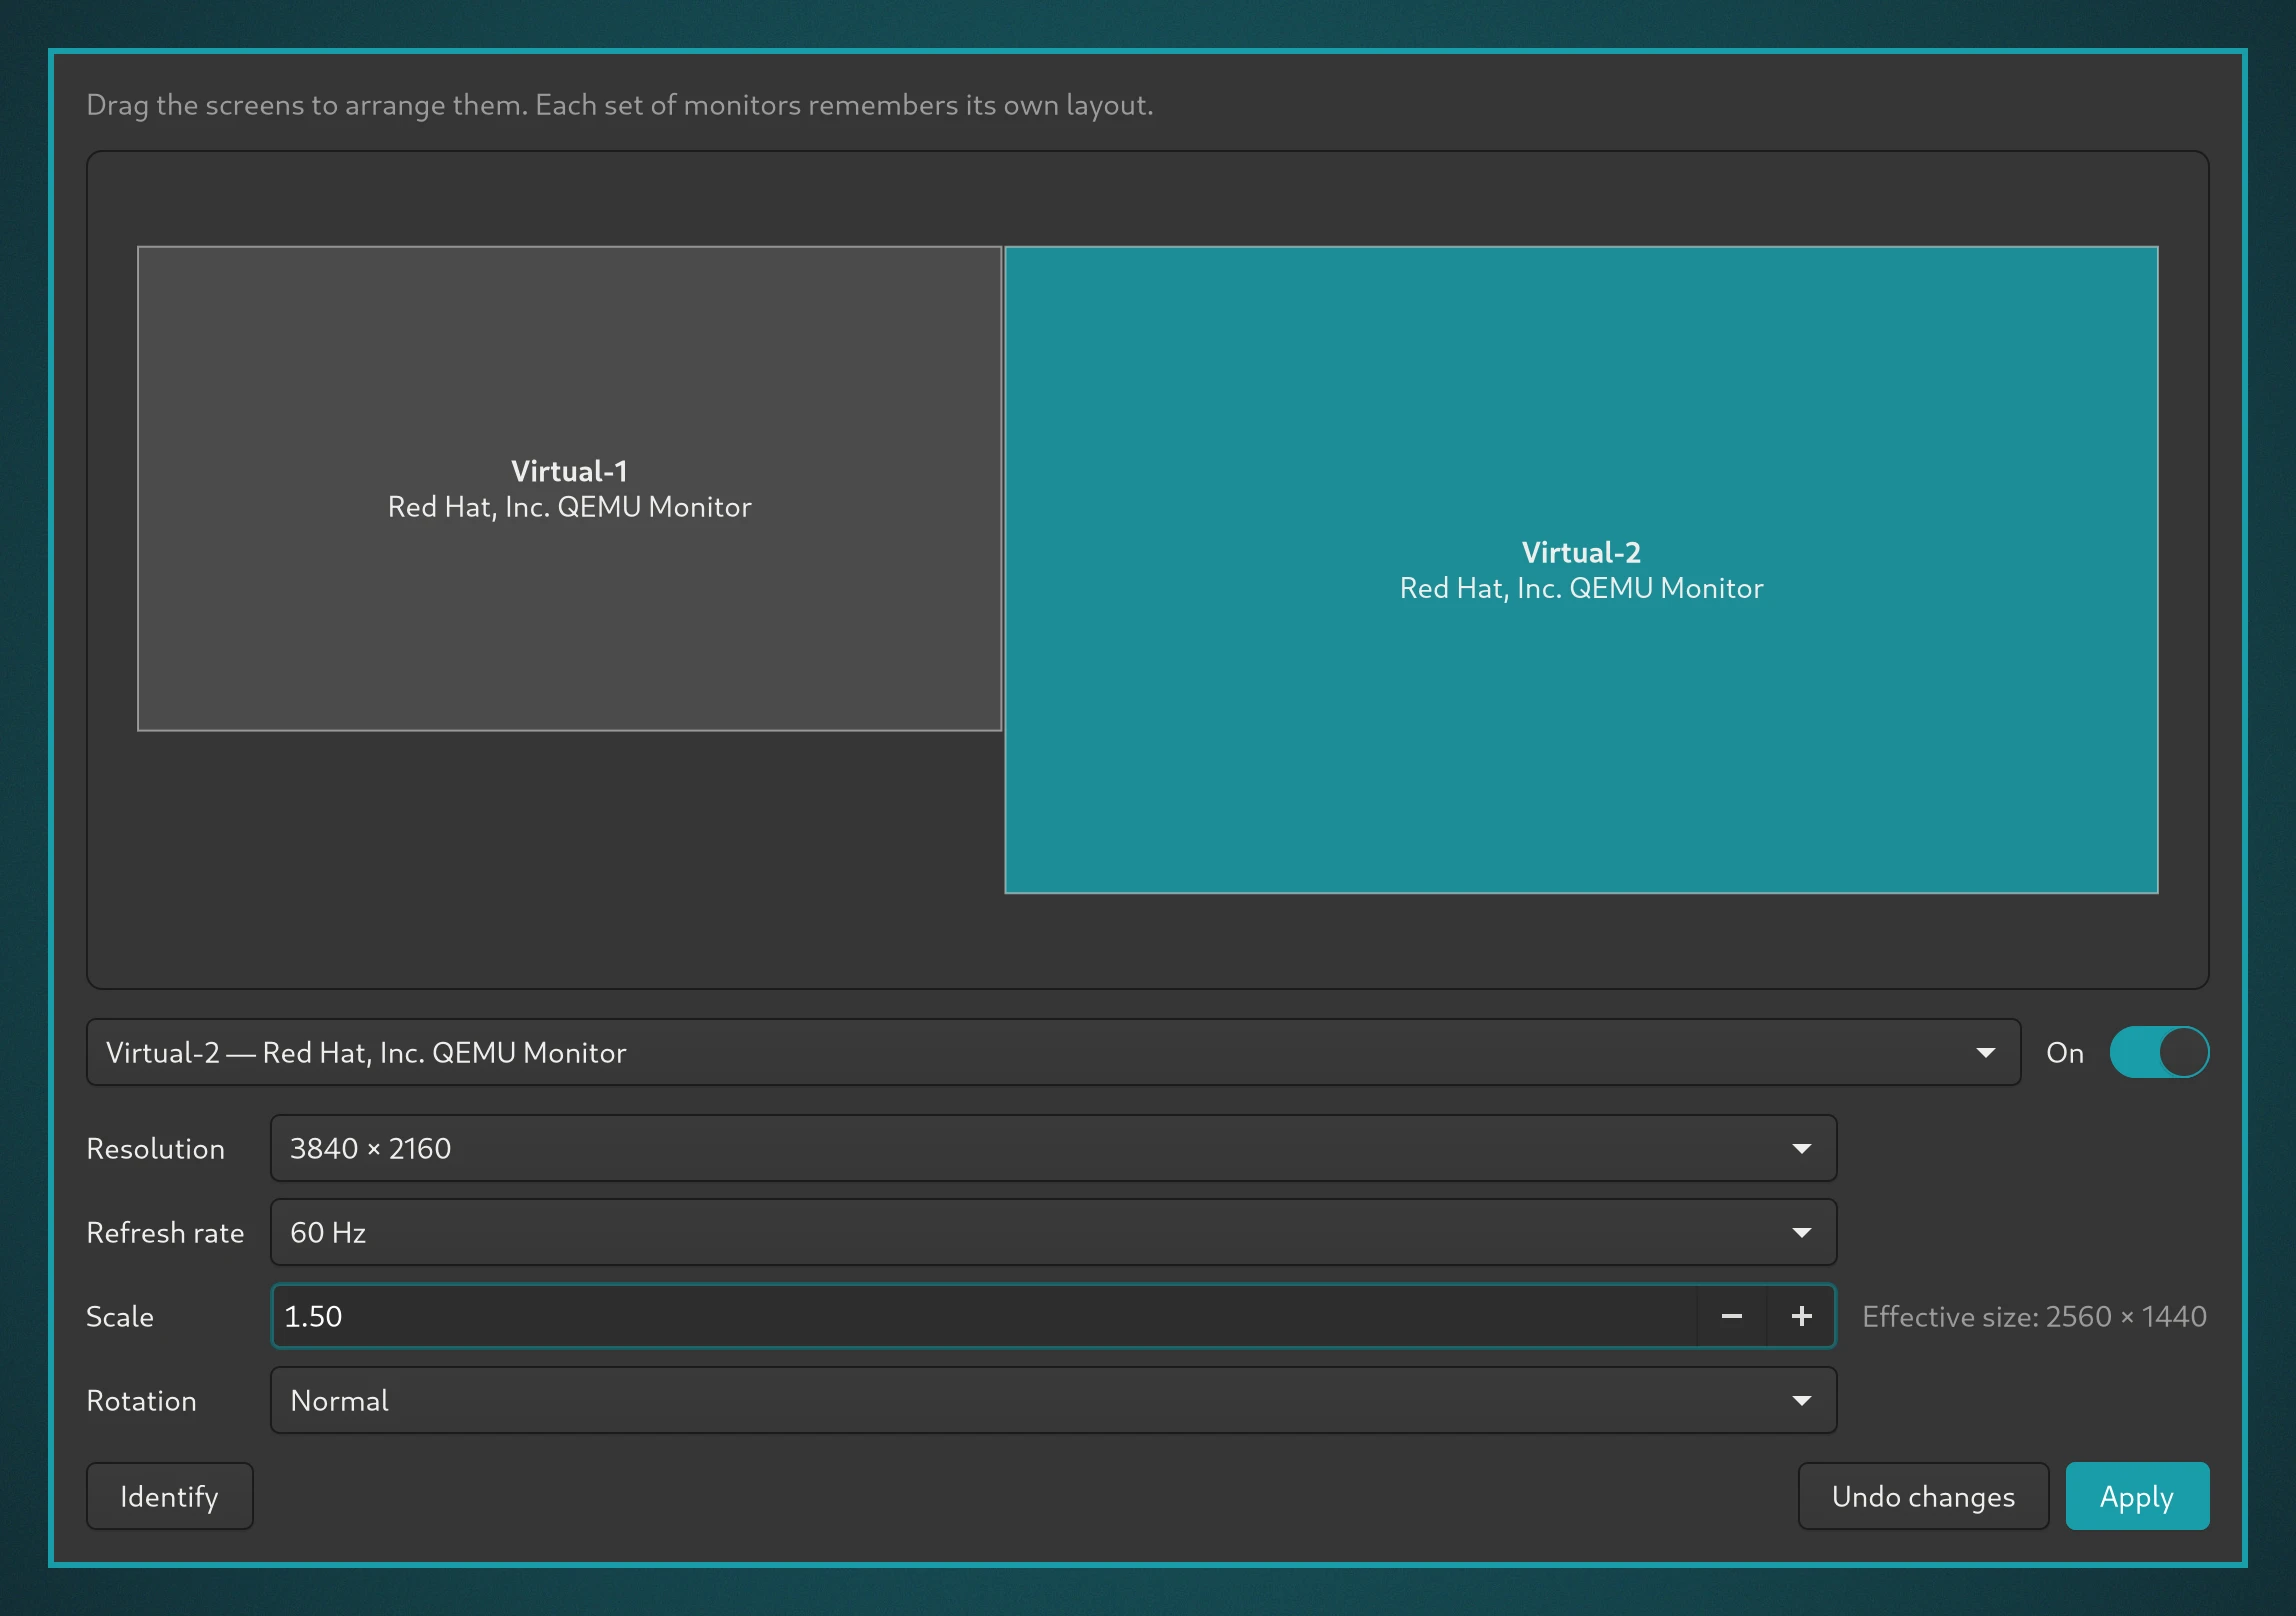 Drag the screens to arrange them. Each set of monitors remembers its own layout.
Virtual-1
Red Hat, Inc. QEMU Monitor
Virtual-2
Red Hat, Inc. QEMU Monitor
Virtual-2 — Red Hat, Inc. QEMU Monitor
On
Resolution
3840 × 2160
Refresh rate
60 Hz
Scale
1.50
Effective size: 2560 × 1440
Rotation
Normal
Identify
Undo changes
Apply